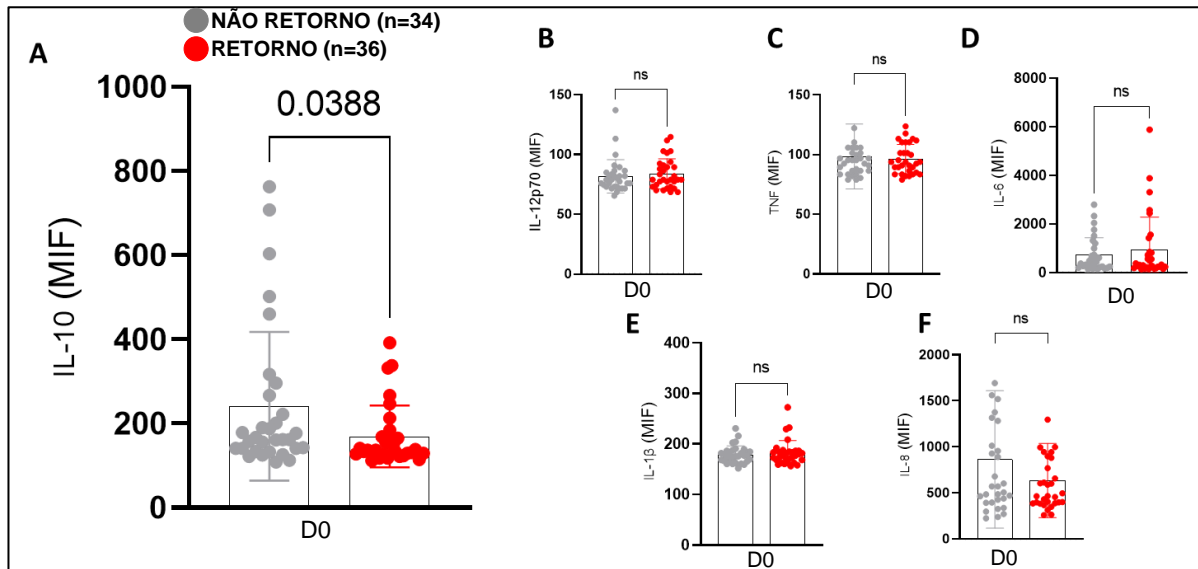 NÃO RETORNO (n=34)
RETORNO (n=36)
A
IL-10 (MIF)
1000
800
600
400
200
0
0.0388
D0
B
IL-12p70 (MIF)
150
100
50
0
ns
D0
C
TNF (MIF)
150
100
50
0
ns
D0
D
IL-6 (MIF)
8000
6000
4000
2000
0
ns
D0
E
IL-1β (MIF)
400
300
200
100
0
ns
D0
F
IL-8 (MIF)
2000
1500
1000
500
0
ns
D0